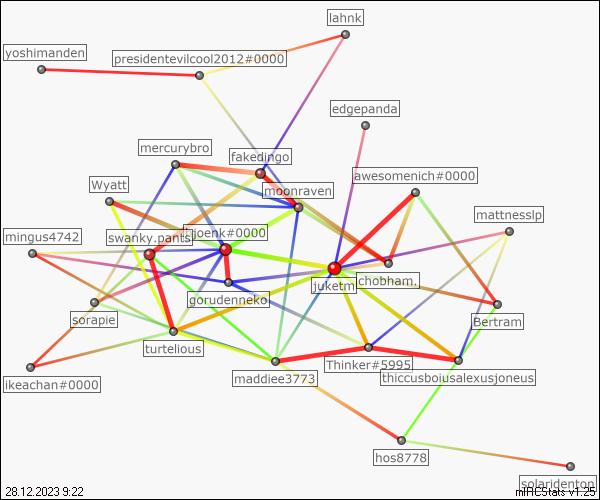 lahnk
yoshimanden
presidentevilcool2012#0000
edgepanda
mercurybro
fakedingo
awesomenich#0000
moonraven
Wyatt
mattnesslp
mingus4742
swanky.pants
joenk#0000
juketm
chobham.
gorudenneko
sorapie
Bertram
turtelious
Thinker#5995
ikeachan#0000
maddiee3773
thiccusboiusalexusjoneus
hos8778
solaridenton
28.12.2023 9:22
mIRCStats v1.25